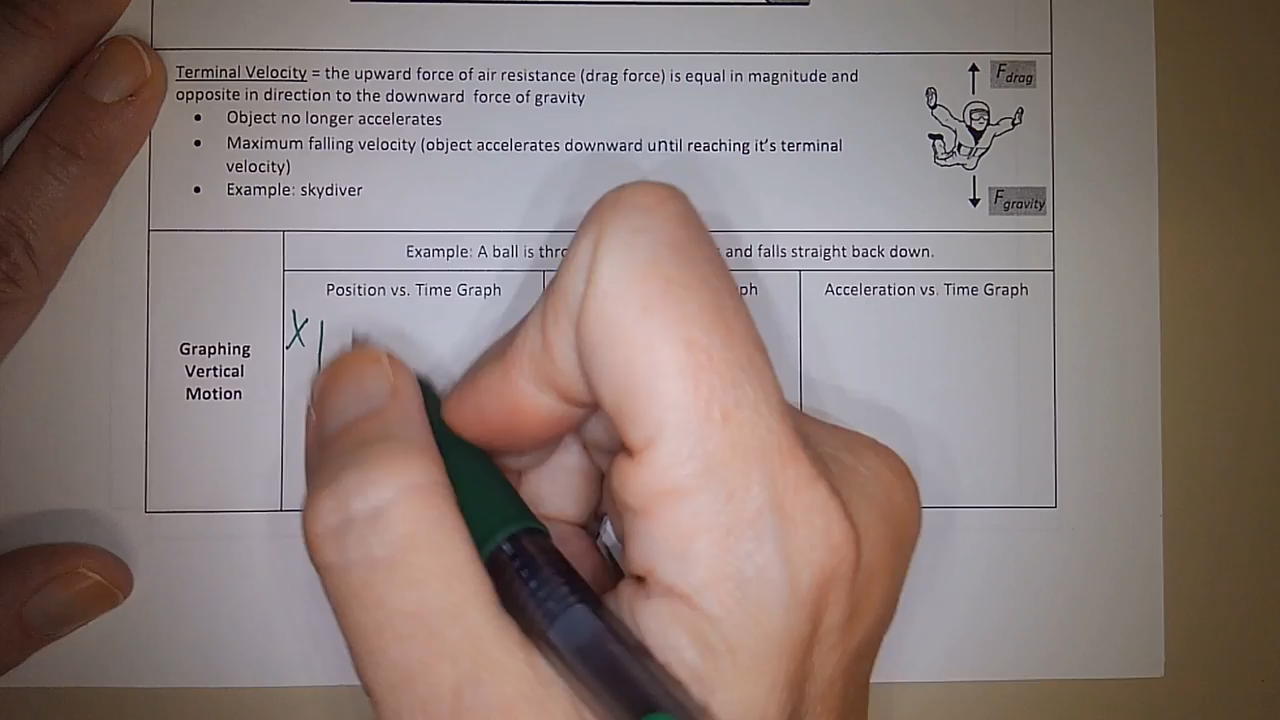 Terminal Velocity = the upward force of air resistance (drag force) is equal in magnitude and
opposite in direction to the downward force of gravity
• Object no longer accelerates
• Maximum falling velocity (object accelerates downward until reaching it's terminal
velocity)
• Example: skydiver
Fdrag
Fgravity
Example: A ball is and falls straight back down.
Position vs. Time Graph
Acceleration vs. Time Graph
X
Graphing
Vertical
Motion